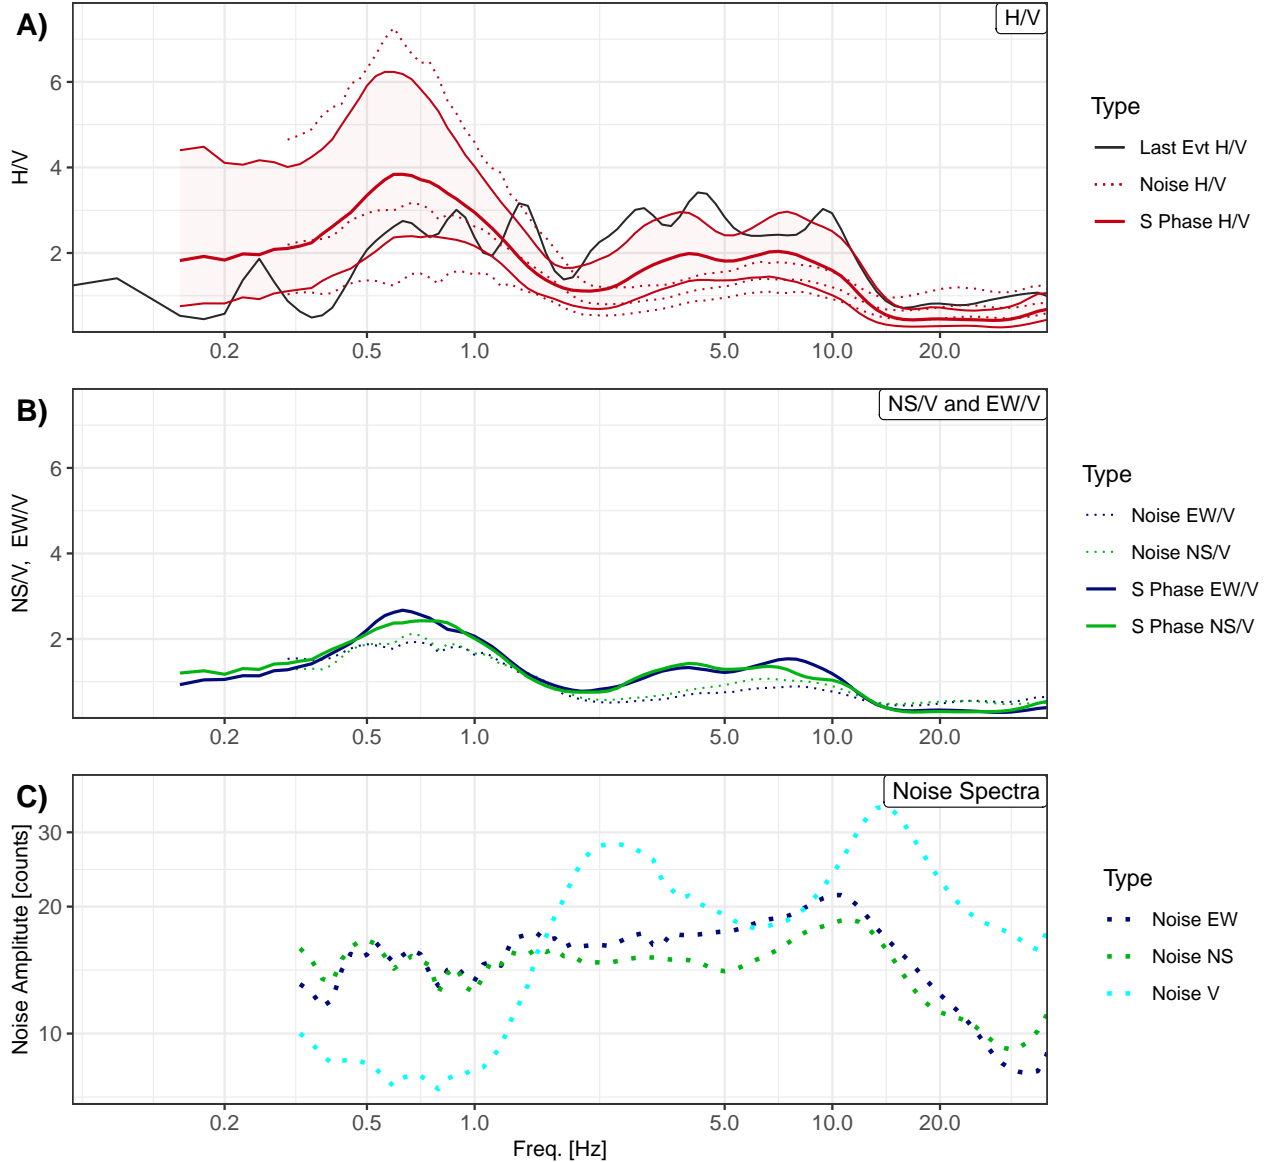 A)
H/V
H/V
6
4
2
0.2 0.5 1.0 5.0 10.0 20.0
Type
Last Evt H/V
Noise H/V
S Phase H/V
B)
NS/V and EW/V
NS/V, EW/V
6
4
2
0.2 0.5 1.0 5.0 10.0 20.0
Type
Noise EW/V
Noise NS/V
S Phase EW/V
S Phase NS/V
C)
Noise Spectra
Noise Amplitude [counts]
30
20
10
0.2 0.5 1.0 5.0 10.0 20.0
Freq. [Hz]
Type
Noise EW
Noise NS
Noise V